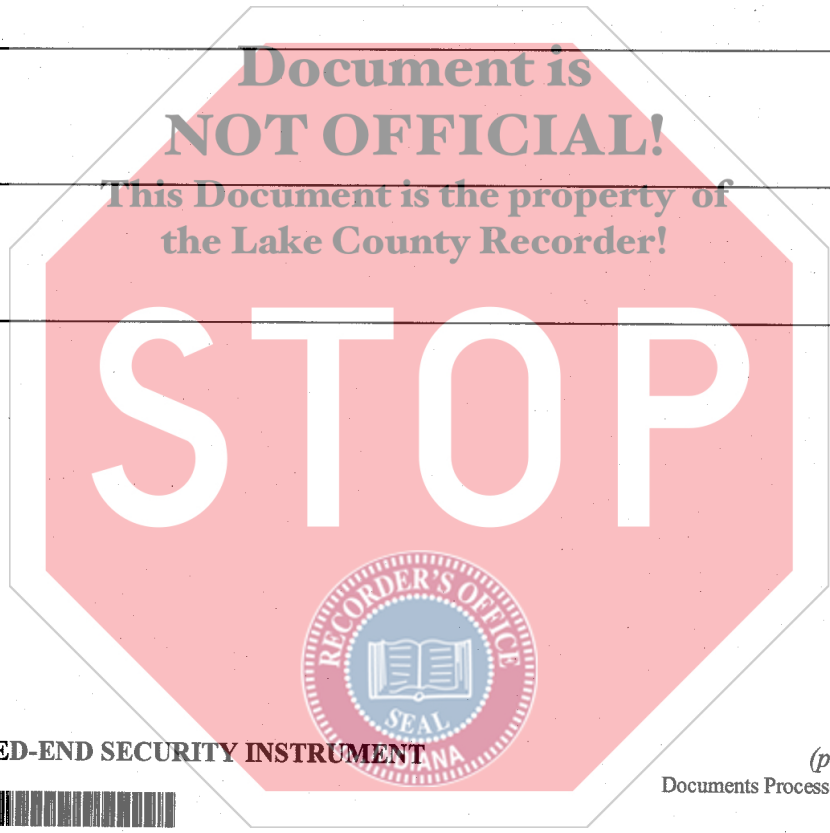 Document is
NOT OFFICIAL!
This Document is the property of
the Lake County Recorder!
STOP
RECORDER'S OFFICE
SEAL
DIANA
ED-END SECURITY INSTRUMENT
(p
Documents Process